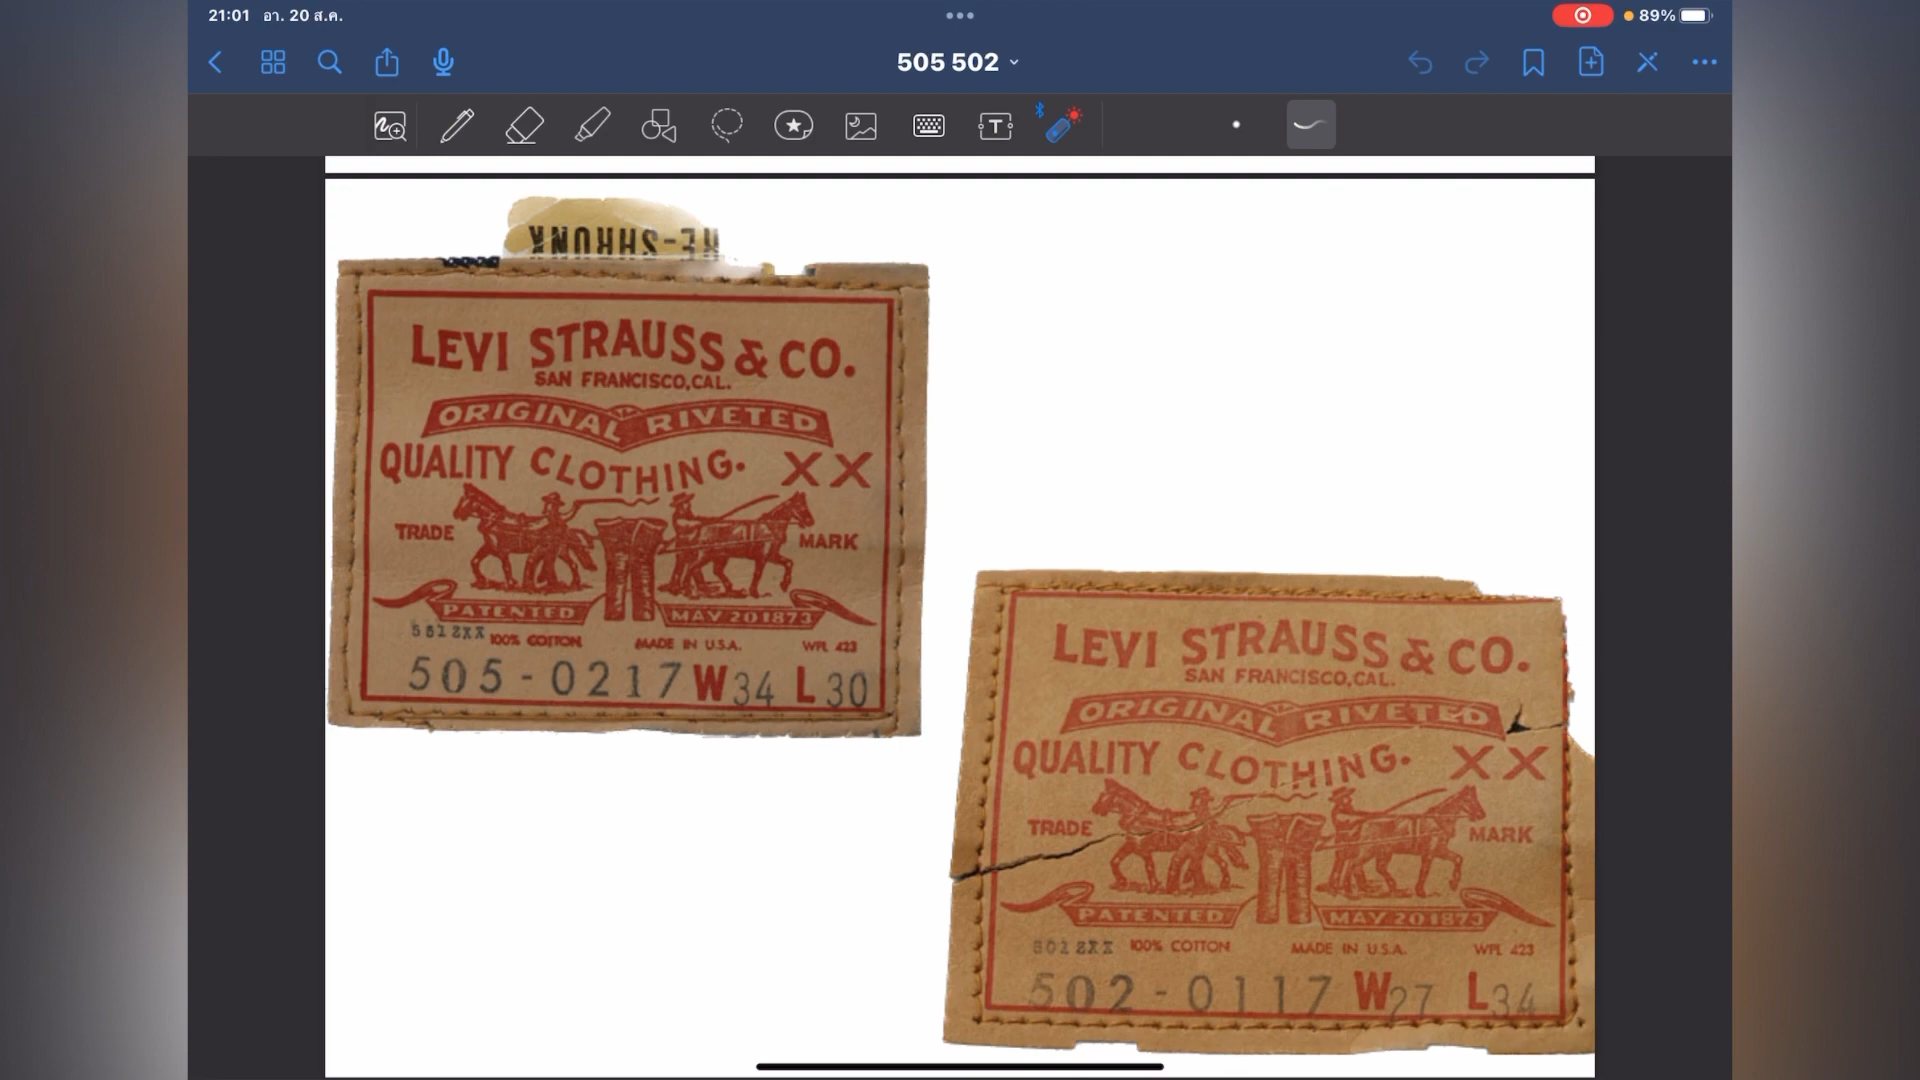 21:01 อา. 20 ส.ค.
89%
505 502
T
RE-SHRUNK
LEVI STRAUSS & CO.
SAN FRANCISCO, CAL.
ORIGINAL RIVETED
QUALITY CLOTHING. XX
TRADE MARK
PATENTED MAY 20 1873
100% COTTON MADE IN U.S.A. WPL 423
505-0217 W34 L30
LEVI STRAUSS & CO.
SAN FRANCISCO, CAL.
ORIGINAL RIVETED
QUALITY CLOTHING. XX
TRADE MARK
PATENTED MAY 20 1873
100% COTTON MADE IN U.S.A. WPL 423
502-0117 W27 L34